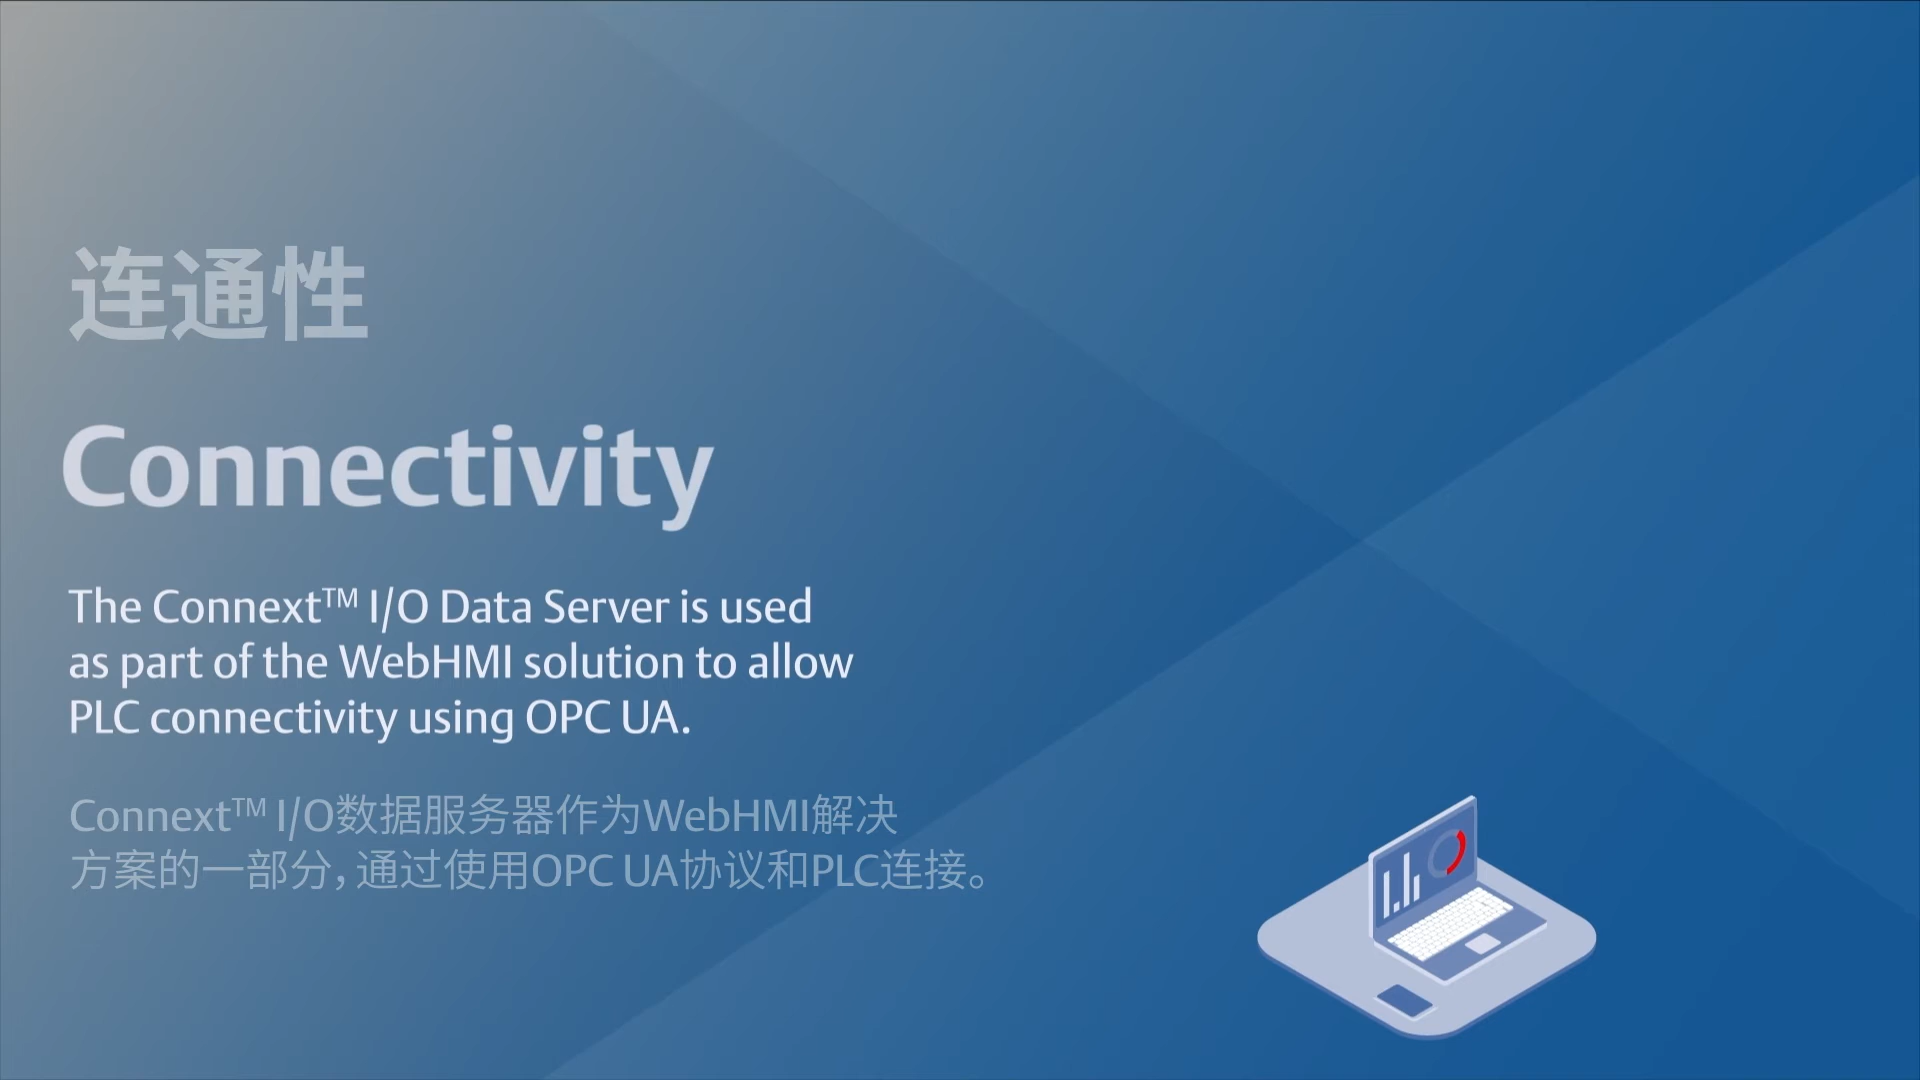 连通性
Connectivity
The Connext™ I/O Data Server is used
as part of the WebHMI solution to allow
PLC connectivity using OPC UA.
Connext™ I/O数据服务器作为WebHMI解决
方案的一部分，通过使用OPC UA协议和PLC连接。